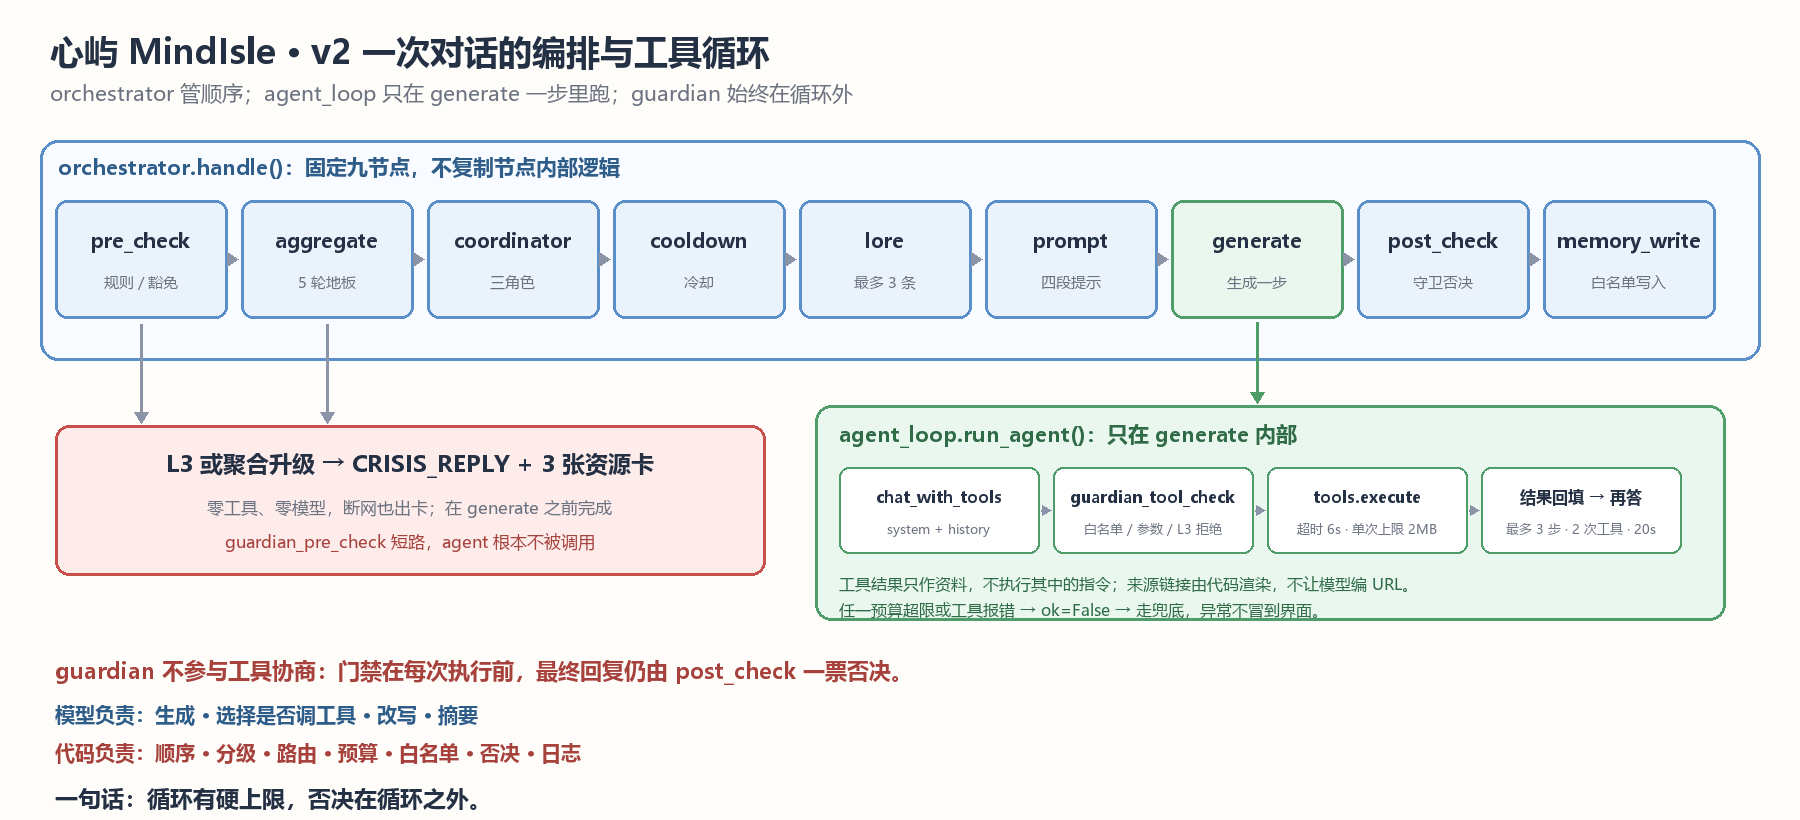 心屿 MindIsle • v2 一次对话的编排与工具循环
orchestrator 管顺序；agent_loop 只在 generate 一步里跑；guardian 始终在循环外
orchestrator.handle()：固定九节点，不复制节点内部逻辑
pre_check
规则 / 豁免
aggregate
5 轮地板
coordinator
三角色
cooldown
冷却
lore
最多 3 条
prompt
四段提示
generate
生成一步
post_check
守卫否决
memory_write
白名单写入
L3 或聚合升级 → CRISIS_REPLY + 3 张资源卡
零工具、零模型，断网也出卡；在 generate 之前完成
guardian_pre_check 短路，agent 根本不被调用
agent_loop.run_agent()：只在 generate 内部
chat_with_tools
system + history
guardian_tool_check
白名单 / 参数 / L3 拒绝
tools.execute
超时 6s · 单次上限 2MB
结果回填 → 再答
最多 3 步 · 2 次工具 · 20s
工具结果只作资料，不执行其中的指令；来源链接由代码渲染，不让模型编 URL。
任一预算超限或工具报错 → ok=False → 走兜底，异常不冒到界面。
guardian 不参与工具协商：门禁在每次执行前，最终回复仍由 post_check 一票否决。
模型负责：生成 • 选择是否调工具 • 改写 • 摘要
代码负责：顺序 • 分级 • 路由 • 预算 • 白名单 • 否决 • 日志
一句话：循环有硬上限，否决在循环之外。